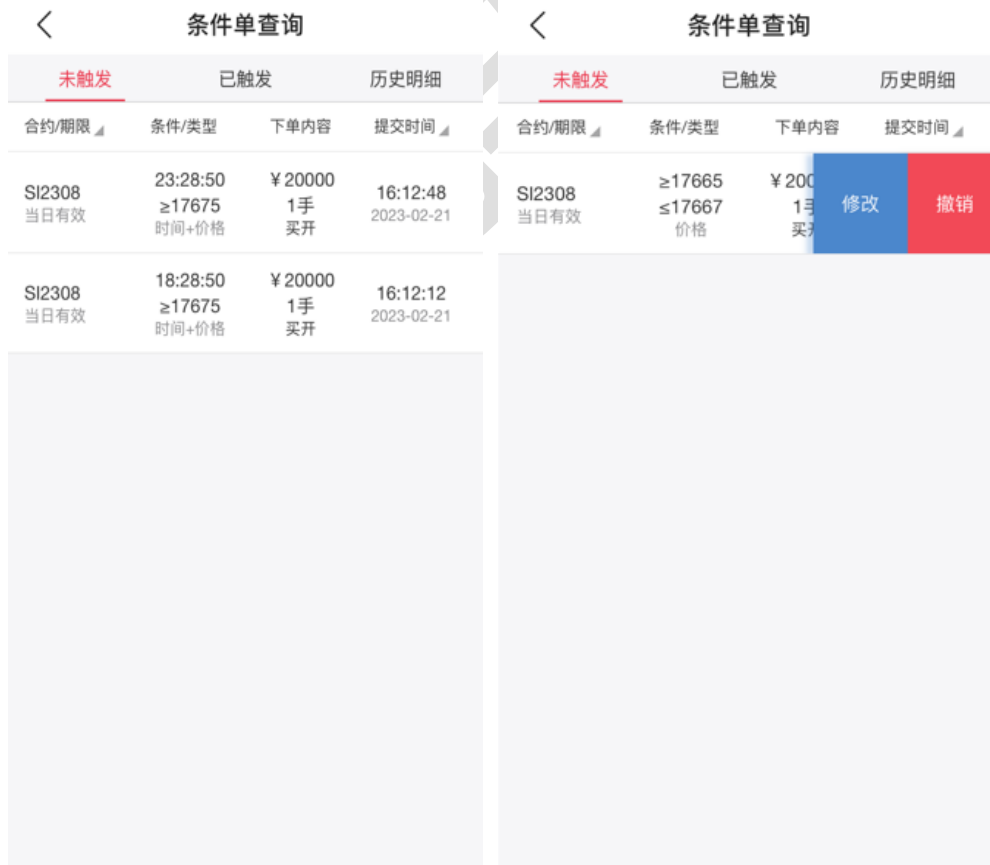 条件单查询
未触发 已触发 历史明细
合约/期限 条件/类型 下单内容 提交时间
SI2308 当日有效
23:28:50
≥17675
时间+价格
¥20000
1手
买开
16:12:48
2023-02-21
SI2308
当日有效
18:28:50
≥17675
时间+价格
¥20000
1手
买开
16:12:12
2023-02-21
条件单查询
未触发 已触发 历史明细
合约/期限 条件/类型 下单内容 提交时间
SI2308
当日有效
≥17665
≤17667
价格
¥200
1手
买
修改
撤销